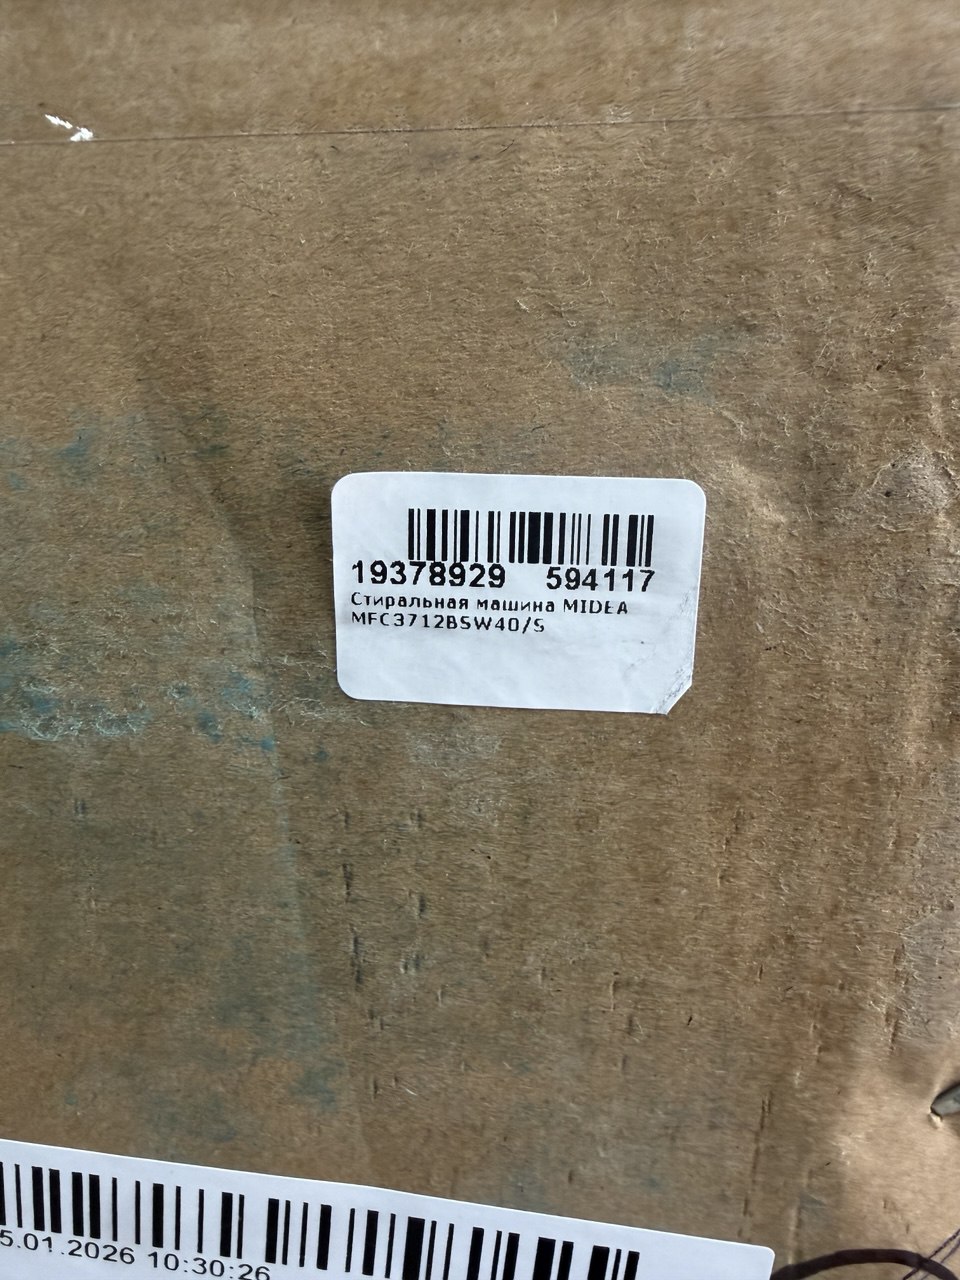 19378929 594117
Стиральная машина MIDEA
MFC3712BSW40/S
5.01.2026 10:30:26